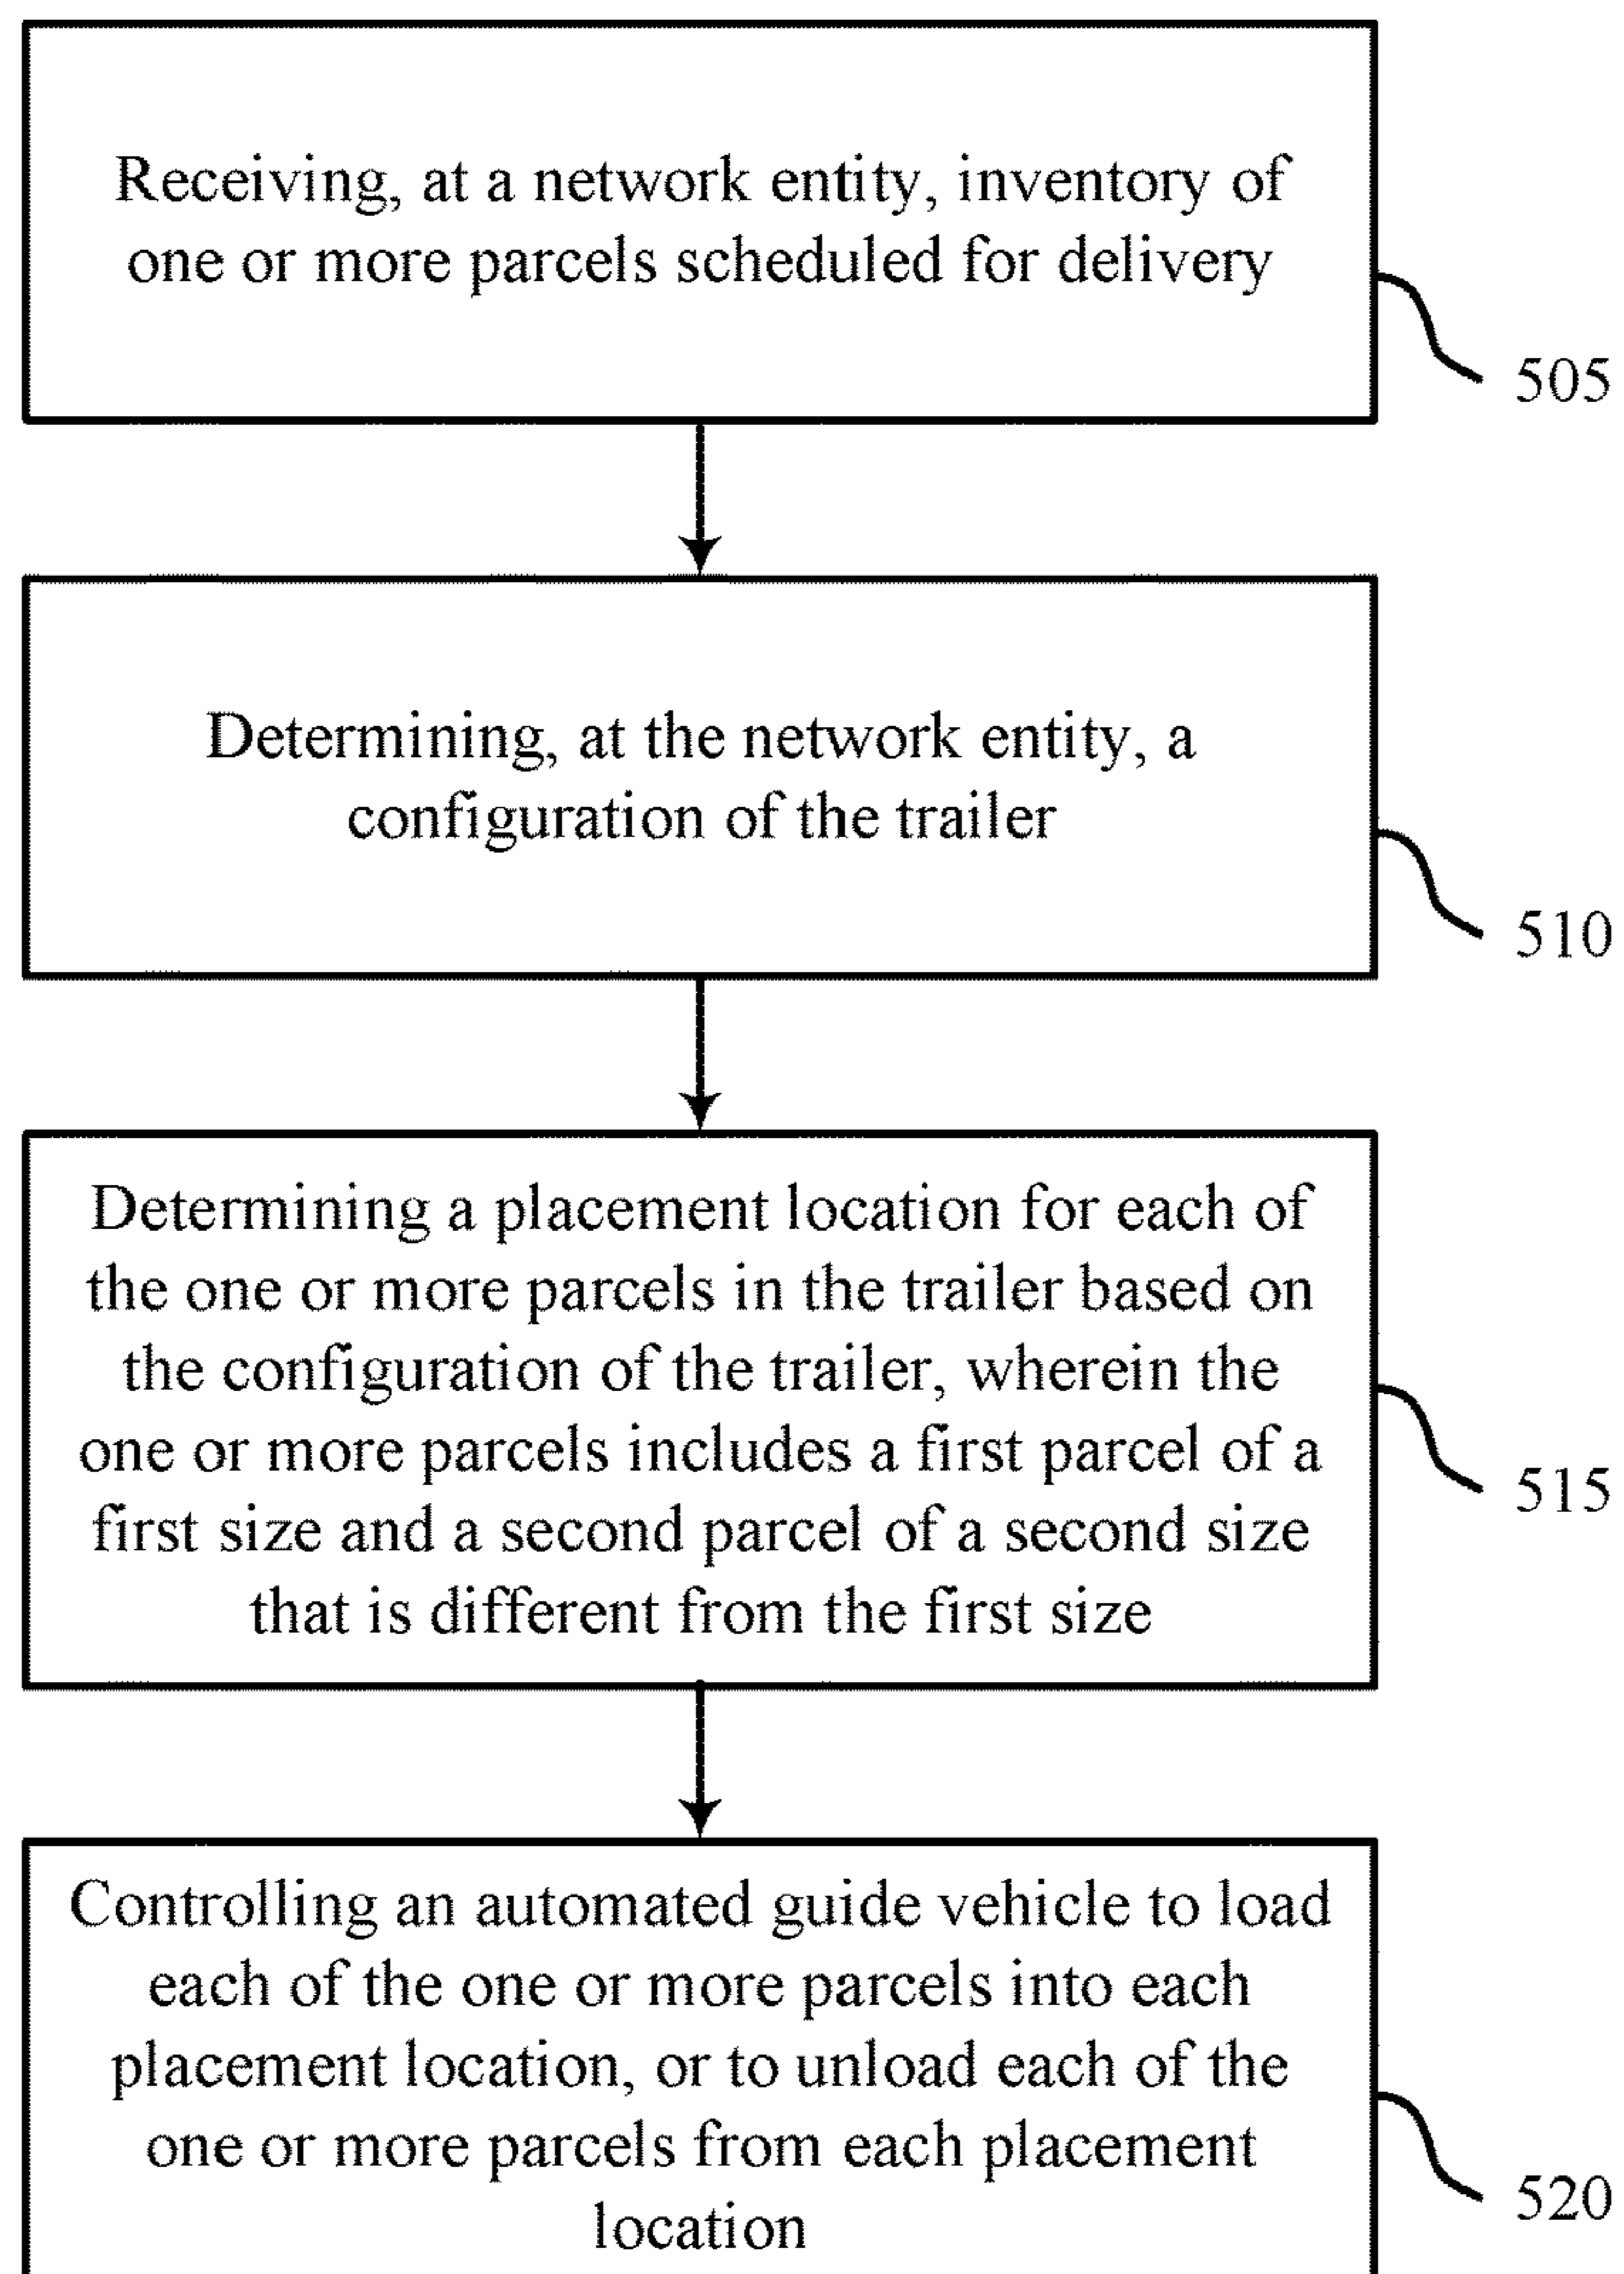 Receiving, at a network entity, inventory of
one or more parcels scheduled for delivery
505
Determining, at the network entity, a
configuration of the trailer
510
Determining a placement location for each of
the one or more parcels in the trailer based on
the configuration of the trailer, wherein the
one or more parcels includes a first parcel of a
first size and a second parcel of a second size
that is different from the first size
515
Controlling an automated guide vehicle to load
each of the one or more parcels into each
placement location, or to unload each of the
one or more parcels from each placement
location
520